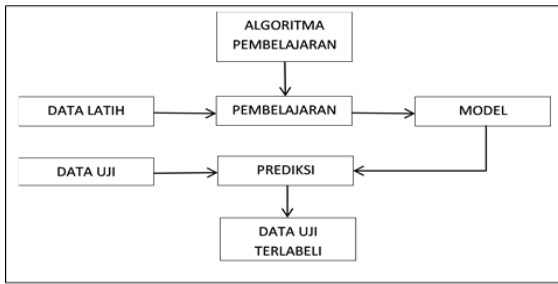 ALGORITMA
PEMBELAJARAN
DATA LATIH
PEMBELAJARAN
MODEL
DATA UJI
PREDIKSI
DATA UJI
TERLABELI